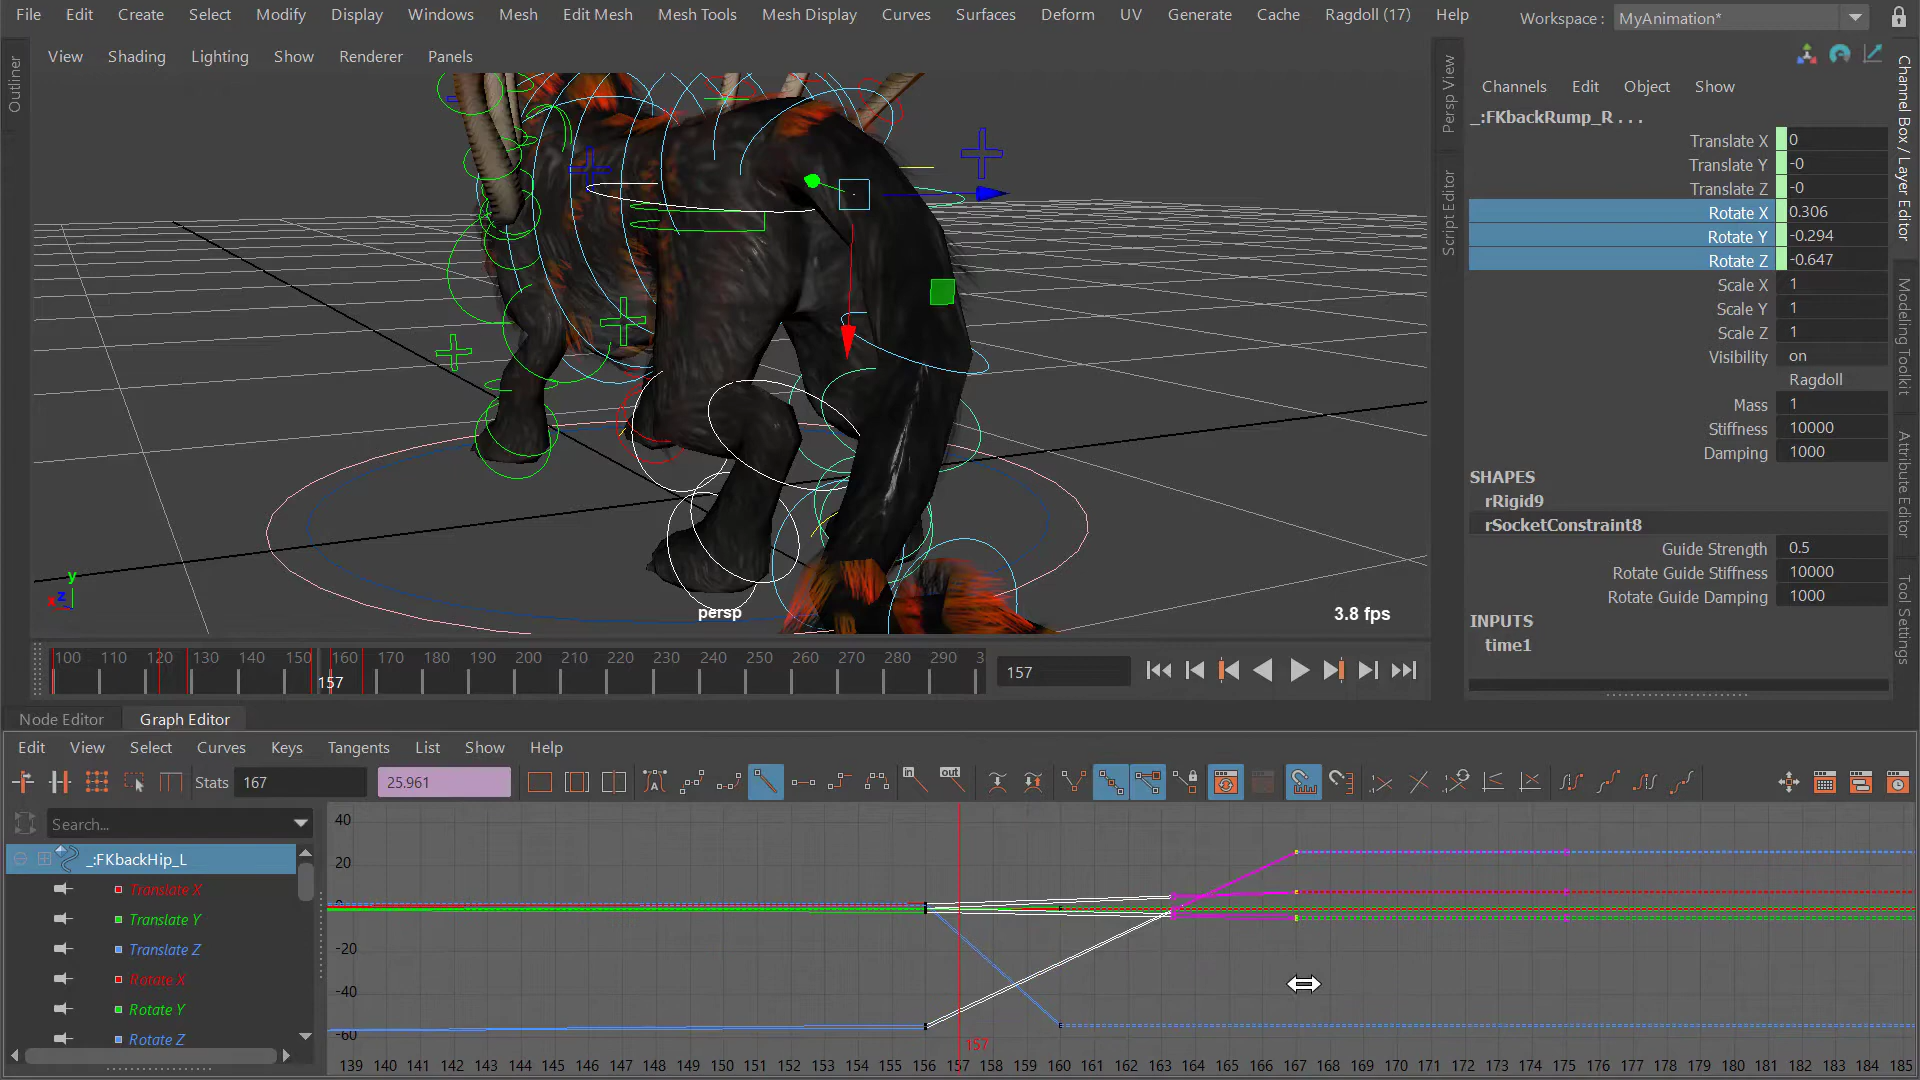 File Edit Create Select Modify Display Windows Mesh Edit Mesh Mesh Tools Mesh Display Curves Surfaces Deform UV Generate Cache Ragdoll (17) Help Workspace : MyAnimation*
View Shading Lighting Show Renderer Panels
Outliner
Persp View
Script Editor
Channels Edit Object Show
_:FKbackRump_R . . .
Translate X 0
Translate Y -0
Translate Z -0
Rotate X 0.306
Rotate Y -0.294
Rotate Z -0.647
Scale X 1
Scale Y 1
Scale Z 1
Visibility on
Ragdoll
Mass 1
Stiffness 10000
Damping 1000
SHAPES
rRigid9
rSocketConstraint8
Guide Strength 0.5
Rotate Guide Stiffness 10000
Rotate Guide Damping 1000
INPUTS
time1
Channel Box / Layer Editor
Modeling Toolkit
Attribute Editor
Tool Settings
y
x z
persp
3.8 fps
100 110 120 130 140 150 160 170 180 190 200 210 220 230 240 250 260 270 280 290
157
157
Node Editor Graph Editor
Edit View Select Curves Keys Tangents List Show Help
Stats 167 25.961 in out
Search...
_:FKbackHip_L
Translate X
Translate Y
Translate Z
Rotate X
Rotate Y
Rotate Z
40
20
-20
-40
-60
157
139 140 141 142 143 144 145 146 147 148 149 150 151 152 153 154 155 156 157 158 159 160 161 162 163 164 165 166 167 168 169 170 171 172 173 174 175 176 177 178 179 180 181 182 183 184 185